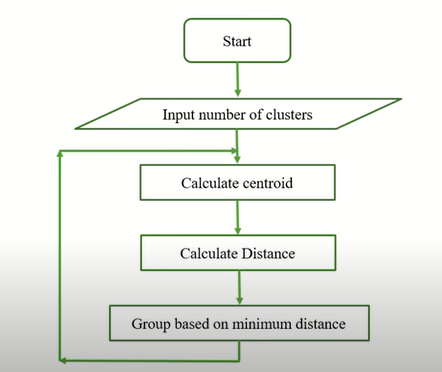 Start
Input number of clusters
Calculate centroid
Calculate Distance
Group based on minimum distance